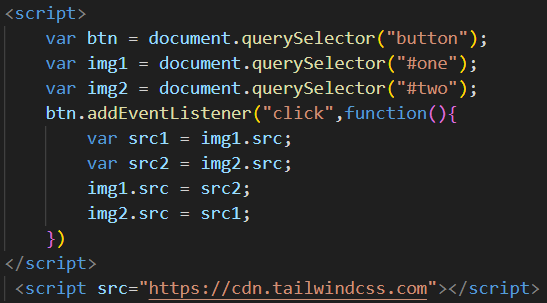 <script>
var btn = document.querySelector("button");
var img1 = document.querySelector("#one");
var img2 = document.querySelector("#two");
btn.addEventListener("click",function(){
var src1 = img1.src;
var src2 = img2.src;
img1.src = src2;
img2.src = src1;
})
</script>
<script src="https://cdn.tailwindcss.com"></script>